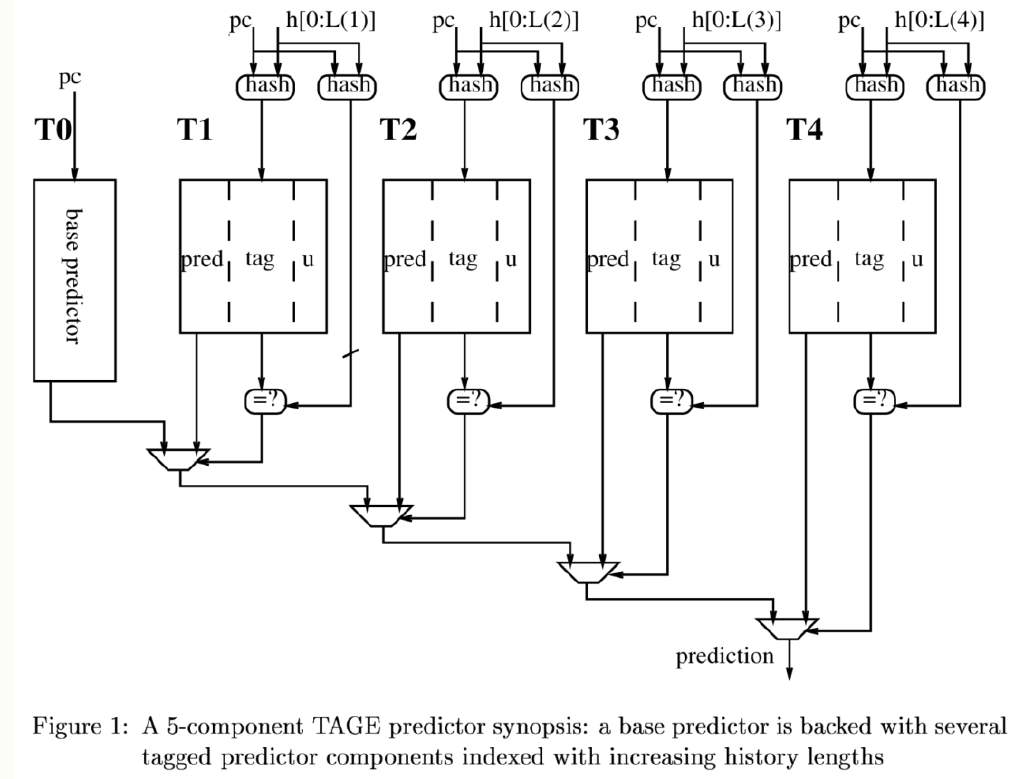 pc h[0:L(1)] pc h[0:L(2)] pc h[0:L(3)] pc h[0:L(4)]
pc
hash hash hash hash hash hash hash hash
T0 T1 T2 T3 T4
base predictor
pred tag u pred tag u pred tag u pred tag u
=? =? =? =?
prediction
Figure 1: A 5-component TAGE predictor synopsis: a base predictor is backed with several
tagged predictor components indexed with increasing history lengths